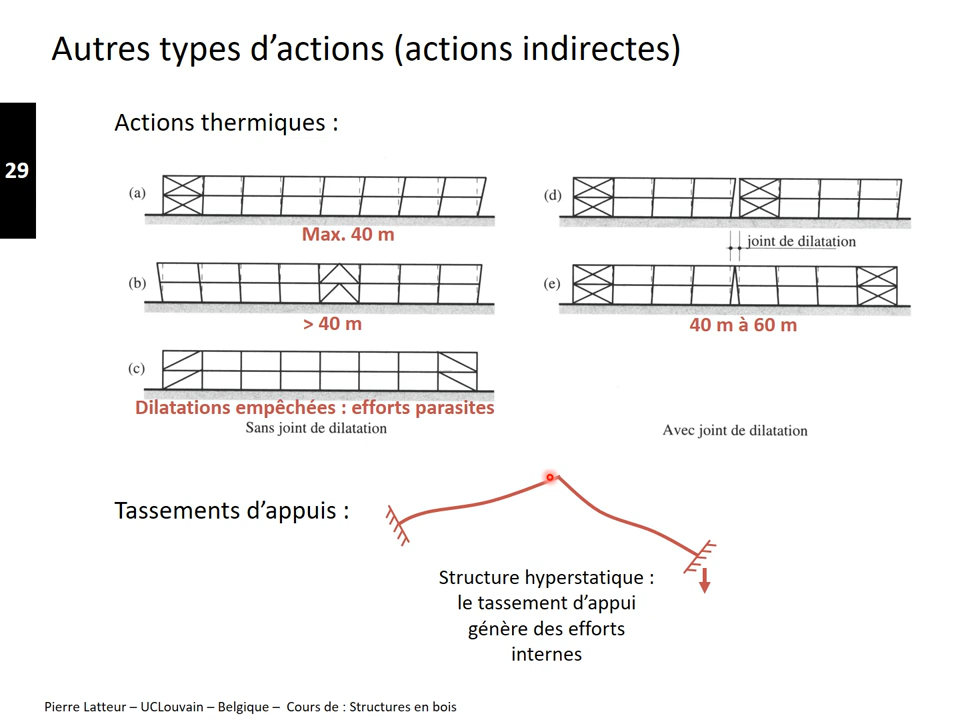 Autres types d’actions (actions indirectes)
29
Actions thermiques :
(a)
Max. 40 m
(b)
> 40 m
(c)
Dilatations empêchées : efforts parasites
Sans joint de dilatation
(d)
joint de dilatation
(e)
40 m à 60 m
Avec joint de dilatation
Tassements d’appuis :
Structure hyperstatique :
le tassement d’appui
génère des efforts
internes
Pierre Latteur – UCLouvain – Belgique – Cours de : Structures en bois